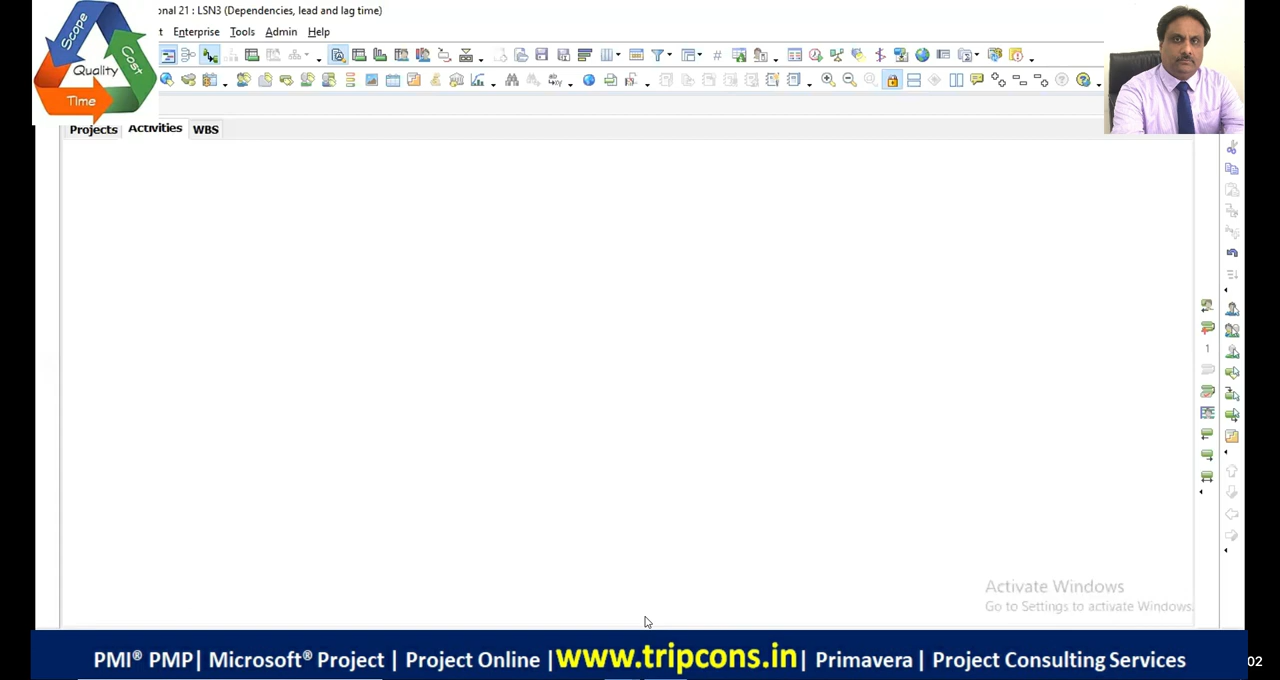 onal 21 : LSN3 (Dependencies, lead and lag time)
t Enterprise Tools Admin Help
Scope
Cost
Quality
Time
Projects Activities WBS
1
Activate Windows
Go to Settings to activate Windows.
PMI® PMP| Microsoft® Project | Project Online |www.tripcons.in| Primavera | Project Consulting Services
02